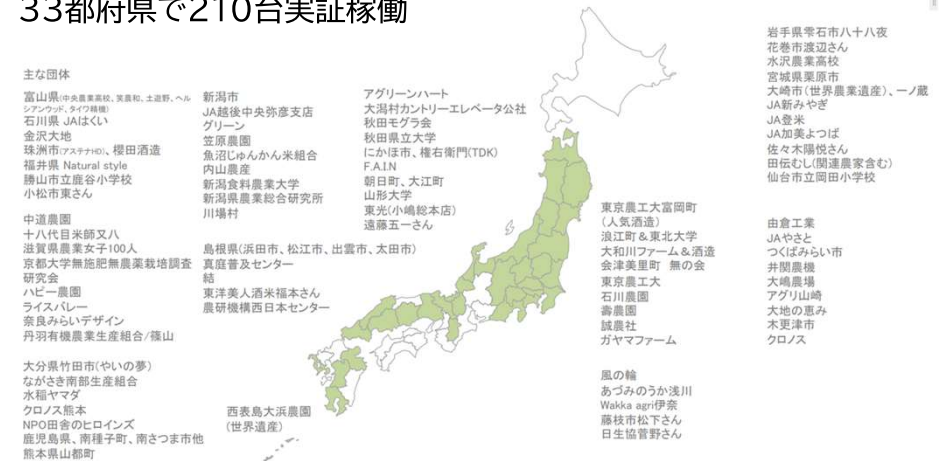 33都府県で210台実証稼働
主な団体
富山県(中央農業高校、笑農和、土遊野、ヘル
シアンウッド、タイワ精機)
石川県 JAはくい
金沢大地
珠洲市(アステナHD)、櫻田酒造
福井県 Natural style
勝山市立鹿谷小学校
小松市東さん
中道農園
十八代目米師又八
滋賀県農業女子100人
京都大学無施肥無農薬栽培調査
研究会
ハピー農園
ライスパレー
奈良みらいデザイン
丹羽有機農業生産組合/篠山
大分県竹田市(やいの夢)
ながさき南部生産組合
水稲ヤマダ
クロノス熊本
NPO田舎のヒロインズ
鹿児島県、南種子町、南さつま市他
熊本県山都町
新潟市
JA越後中央弥彦支店
グリーン
笠原農園
魚沼じゅんかん米組合
内山農産
新潟食料農業大学
新潟県農業総合研究所
川場村
島根県(浜田市、松江市、出雲市、太田市)
真庭普及センター
結
東洋美人酒米福本さん
農研機構西日本センター
西表島大浜農園
(世界遺産)
アグリーンハート
大潟村カントリーエレベータ公社
秋田モグラ会
秋田県立大学
にかほ市、権右衛門(TDK)
F.A.I.N
朝日町、大江町
山形大学
東光(小嶋総本店)
遠藤五一さん
東京農工大富岡町
(人気酒造)
浪江町＆東北大学
大和川ファーム＆酒造
会津美里町 無の会
東京農工大
石川農園
壽農園
誠農社
ガヤマファーム
風の輪
あづみのうか浅川
Wakka agri伊奈
藤枝市松下さん
日生協菅野さん
岩手県雫石市八十八夜
花巻市渡辺さん
水沢農業高校
宮城県栗原市
大崎市(世界農業遺産)、一ノ蔵
JA新みやぎ
JA登米
JA加美よつば
佐々木陽悦さん
田伝むし(関連農家含む)
仙台市立岡田小学校
由倉工業
JAやさと
つくばみらい市
井関農機
大嶋農場
アグリ山﨑
大地の恵み
木更津市
クロノス